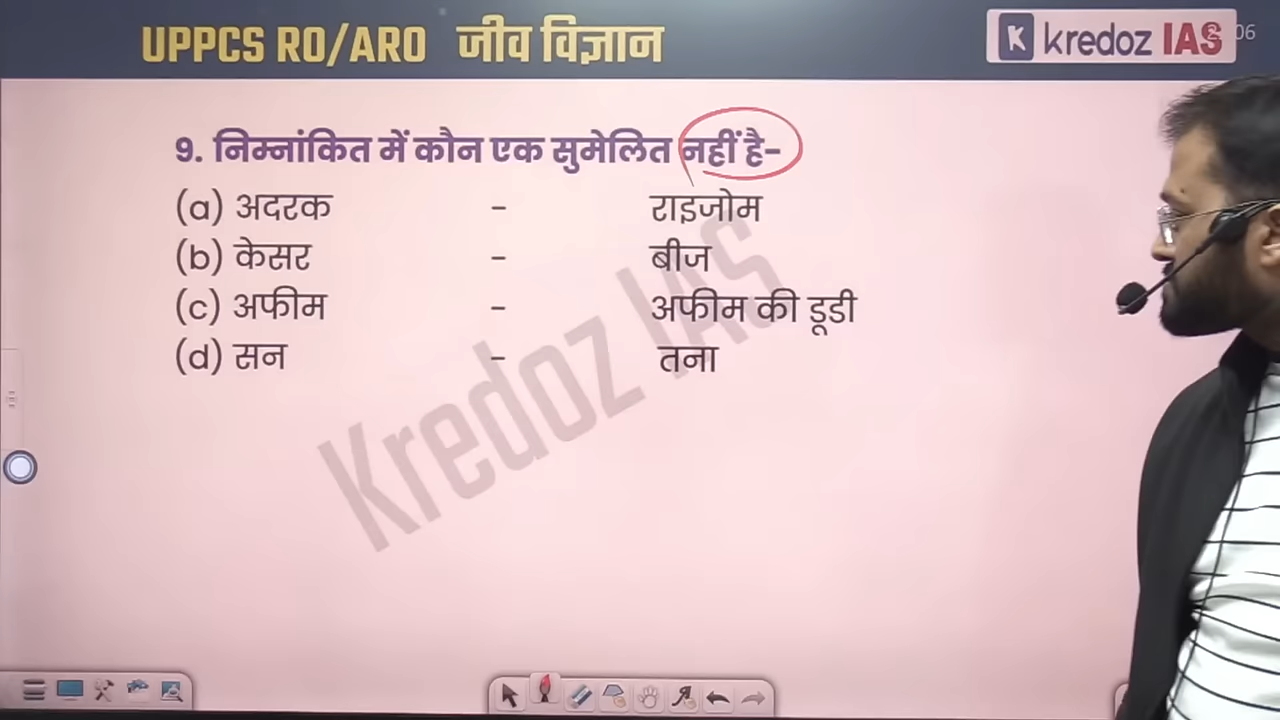 UPPCS RO/ARO जीव विज्ञान
K kredoz IAS
9. निम्नांकित में कौन एक सुमेलित नहीं है-
(a) अदरक - राइजोम
(b) केसर - बीज
(c) अफीम - अफीम की डूडी
(d) सन - तना
Kredoz IAS